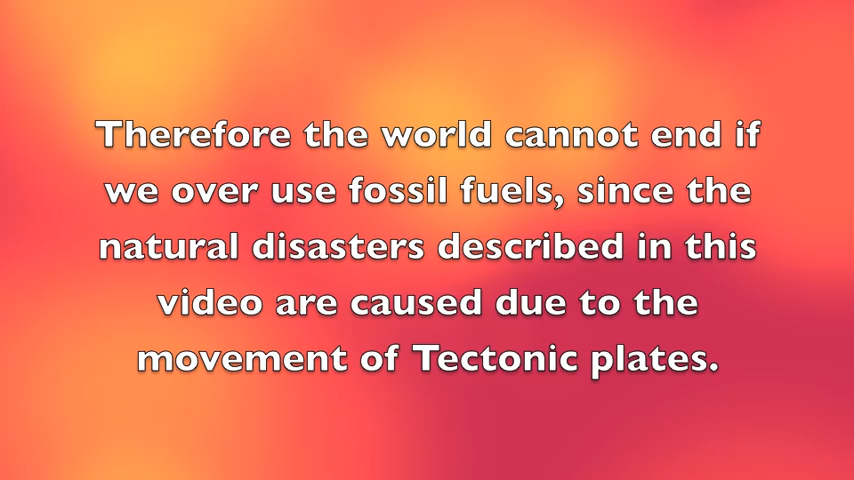 Therefore the world cannot end if
we over use fossil fuels, since the
natural disasters described in this
video are caused due to the
movement of Tectonic plates.